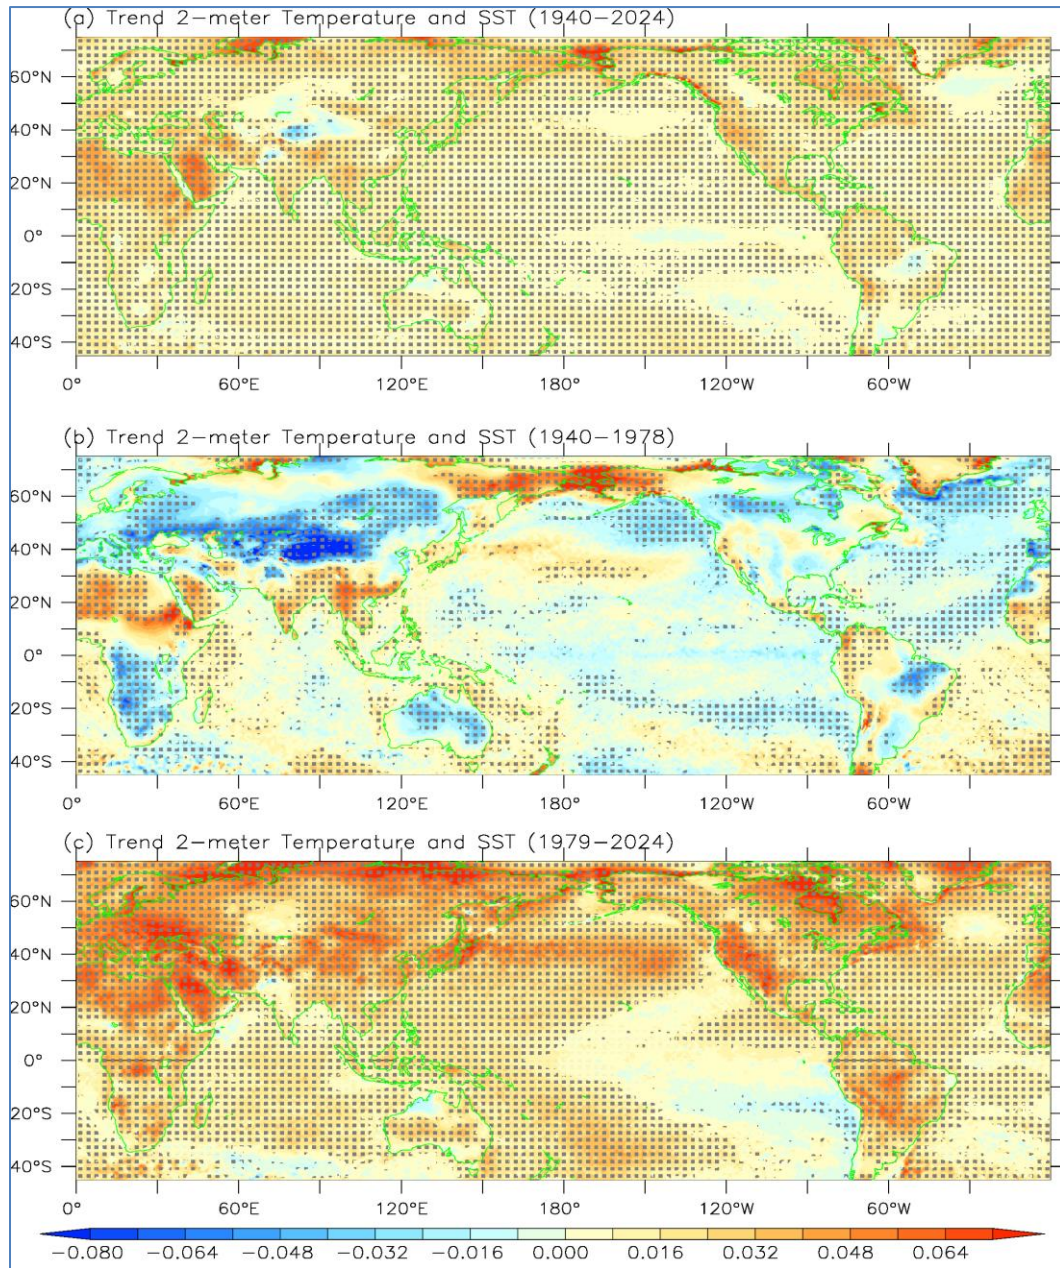 (a) Trend 2-meter Temperature and SST (1940-2024)
60°N
40°N
20°N
0°
20°S
40°S
0° 60°E 120°E 180° 120°W 60°W
(b) Trend 2-meter Temperature and SST (1940-1978)
60°N
40°N
20°N
0°
20°S
40°S
0° 60°E 120°E 180° 120°W 60°W
(c) Trend 2-meter Temperature and SST (1979-2024)
60°N
40°N
20°N
0°
20°S
40°S
0° 60°E 120°E 180° 120°W 60°W
-0.080 -0.064 -0.048 -0.032 -0.016 0.000 0.016 0.032 0.048 0.064